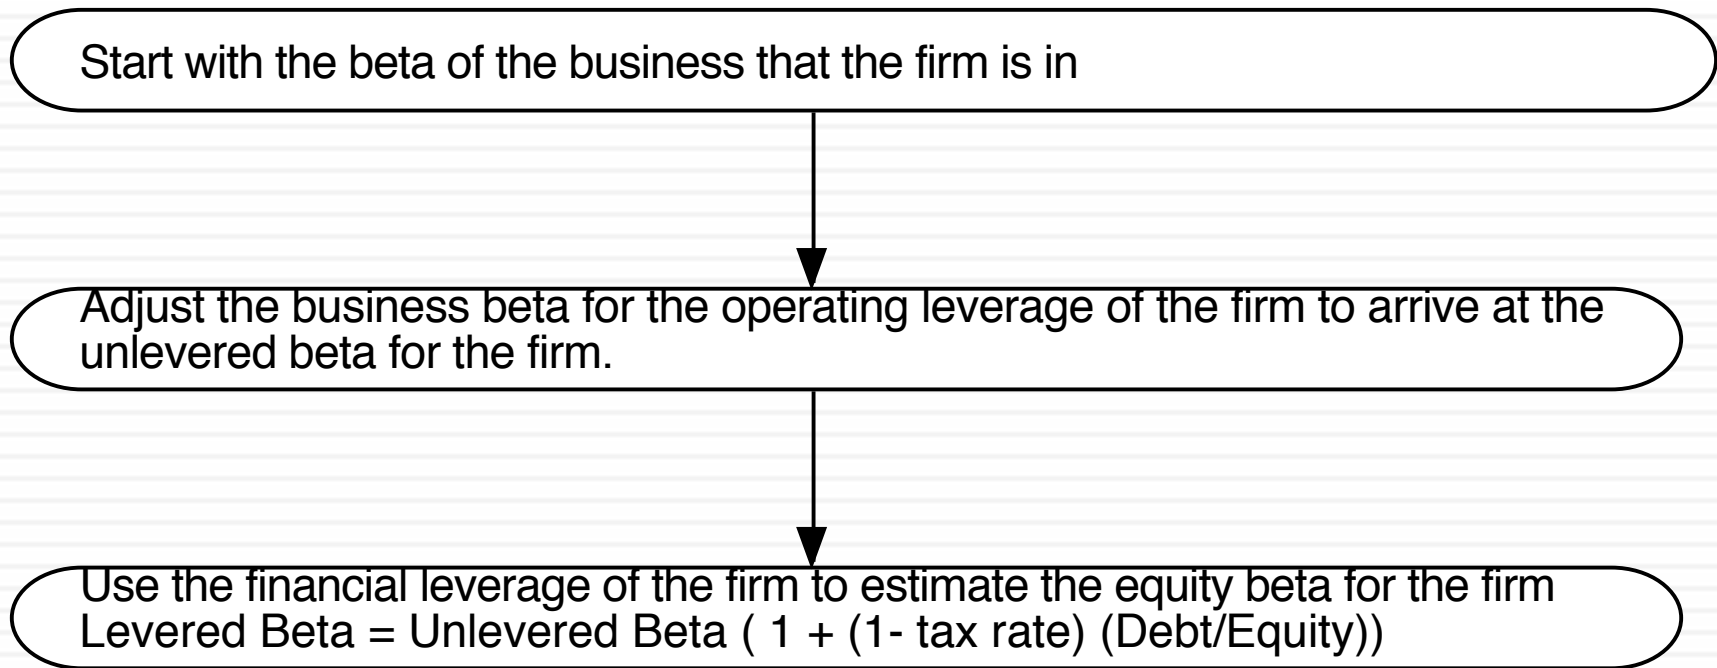 Start with the beta of the business that the firm is in
Adjust the business beta for the operating leverage of the firm to arrive at the
unlevered beta for the firm.
Use the financial leverage of the firm to estimate the equity beta for the firm
Levered Beta = Unlevered Beta ( 1 + (1- tax rate) (Debt/Equity))